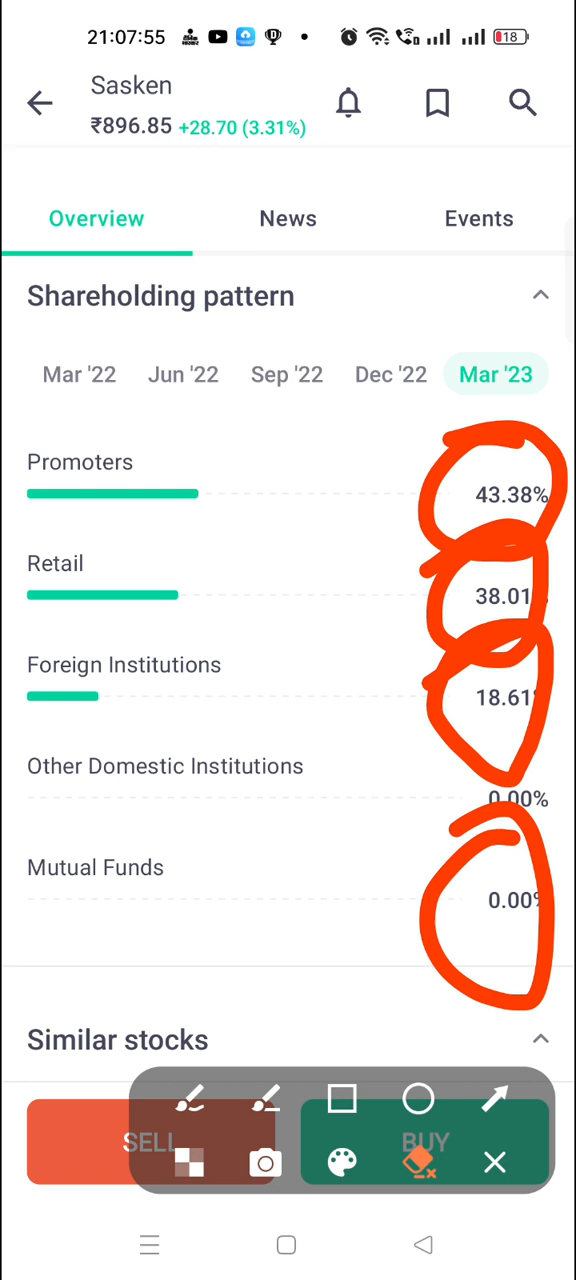 21:07:55
18
Sasken
₹896.85 +28.70 (3.31%)
Overview News Events
Shareholding pattern
Mar '22 Jun '22 Sep '22 Dec '22 Mar '23
Promoters
43.38%
Retail
38.01
Foreign Institutions
18.61%
Other Domestic Institutions
0.00%
Mutual Funds
0.00%
Similar stocks
SELL BUY